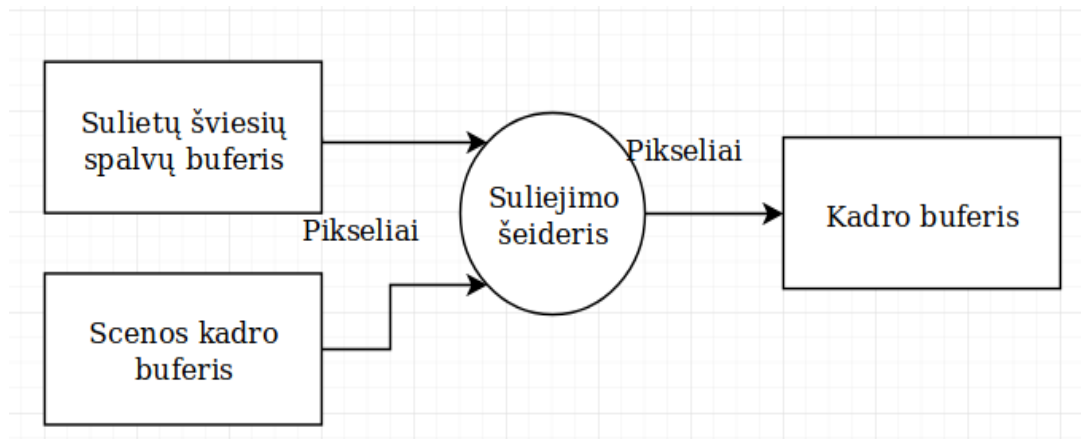 Sulietų šviesių
spalvų buferis
Pikseliai
Scenos kadro
buferis
Suliejimo
šeideris
Pikseliai
Kadro buferis